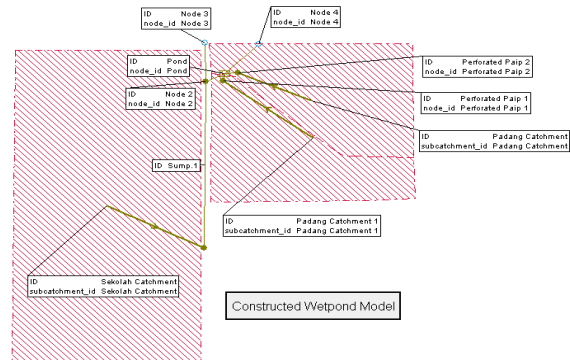 ID Node 3
node_id Node 3
ID Node 4
node_id Node 4
ID Pond
node_id Pond
ID Perforated Paip 2
node_id Perforated Paip 2
ID Node 2
node_id Node 2
ID Perforated Paip 1
node_id Perforated Paip 1
ID Padang Catchment
subcatchment_id Padang Catchment
ID Sump.1
ID Padang Catchment 1
subcatchment_id Padang Catchment 1
ID Sekolah Catchment
subcatchment_id Sekolah Catchment
Constructed Wetpond Model